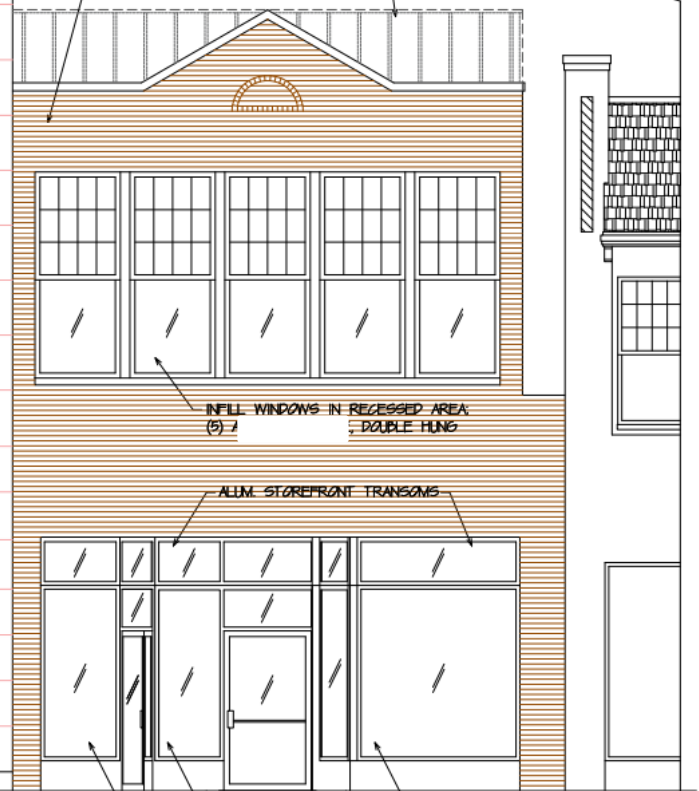 INFILL WINDOWS IN RECESSED AREA:
(5) , DOUBLE HUNG
ALUM. STOREFRONT TRANSOMS